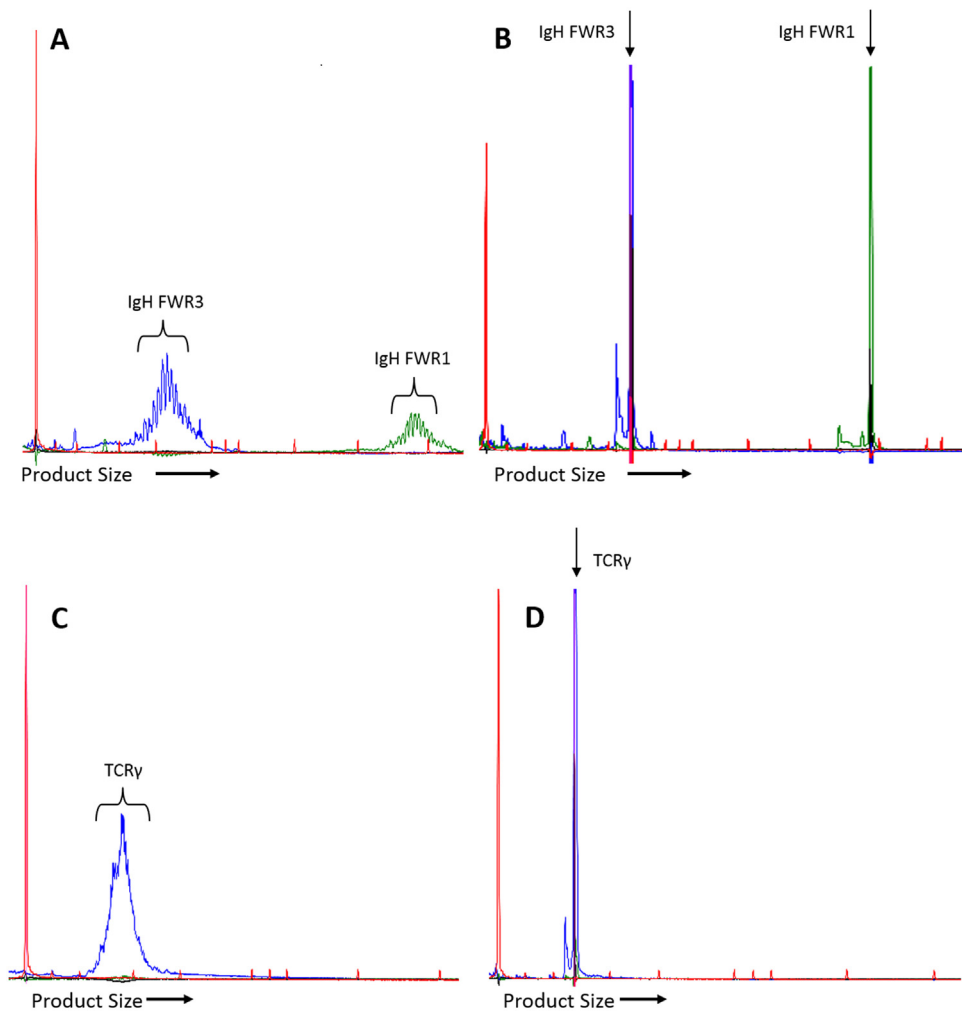 A
IgH FWR3
IgH FWR1
Product Size
B
IgH FWR3
IgH FWR1
Product Size
C
TCRγ
Product Size
D
TCRγ
Product Size